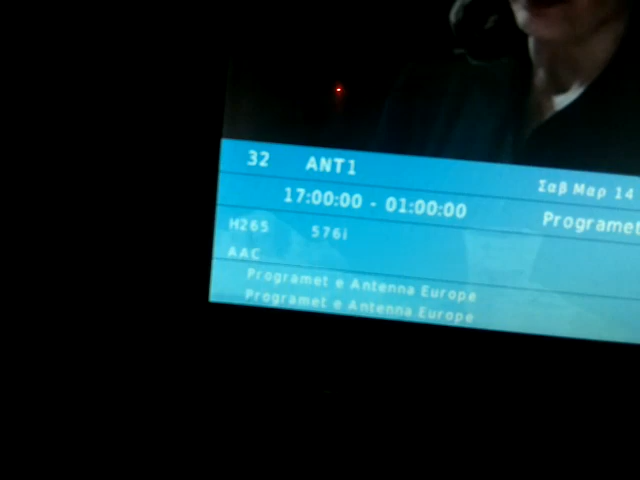 32 ANT1 Σαβ Μαρ 14
17:00:00 - 01:00:00 Programet
H265 576i
AAC
Programet e Antenna Europe
Programet e Antenna Europe